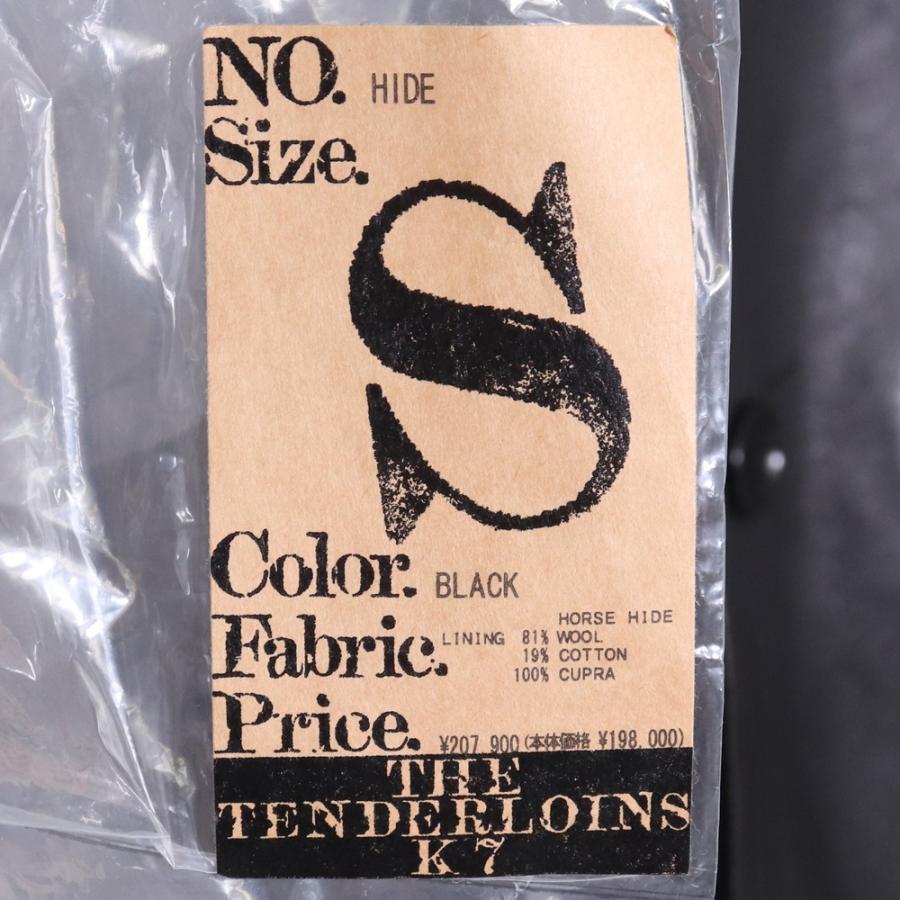 NO. HIDE
Size.
S
Color. BLACK
HORSE HIDE
Fabric. LINING 81% WOOL
19% COTTON
100% CUPRA
Price. ¥207 900(本体価格 ¥198,000)
THE
TENDERLOINS
K7